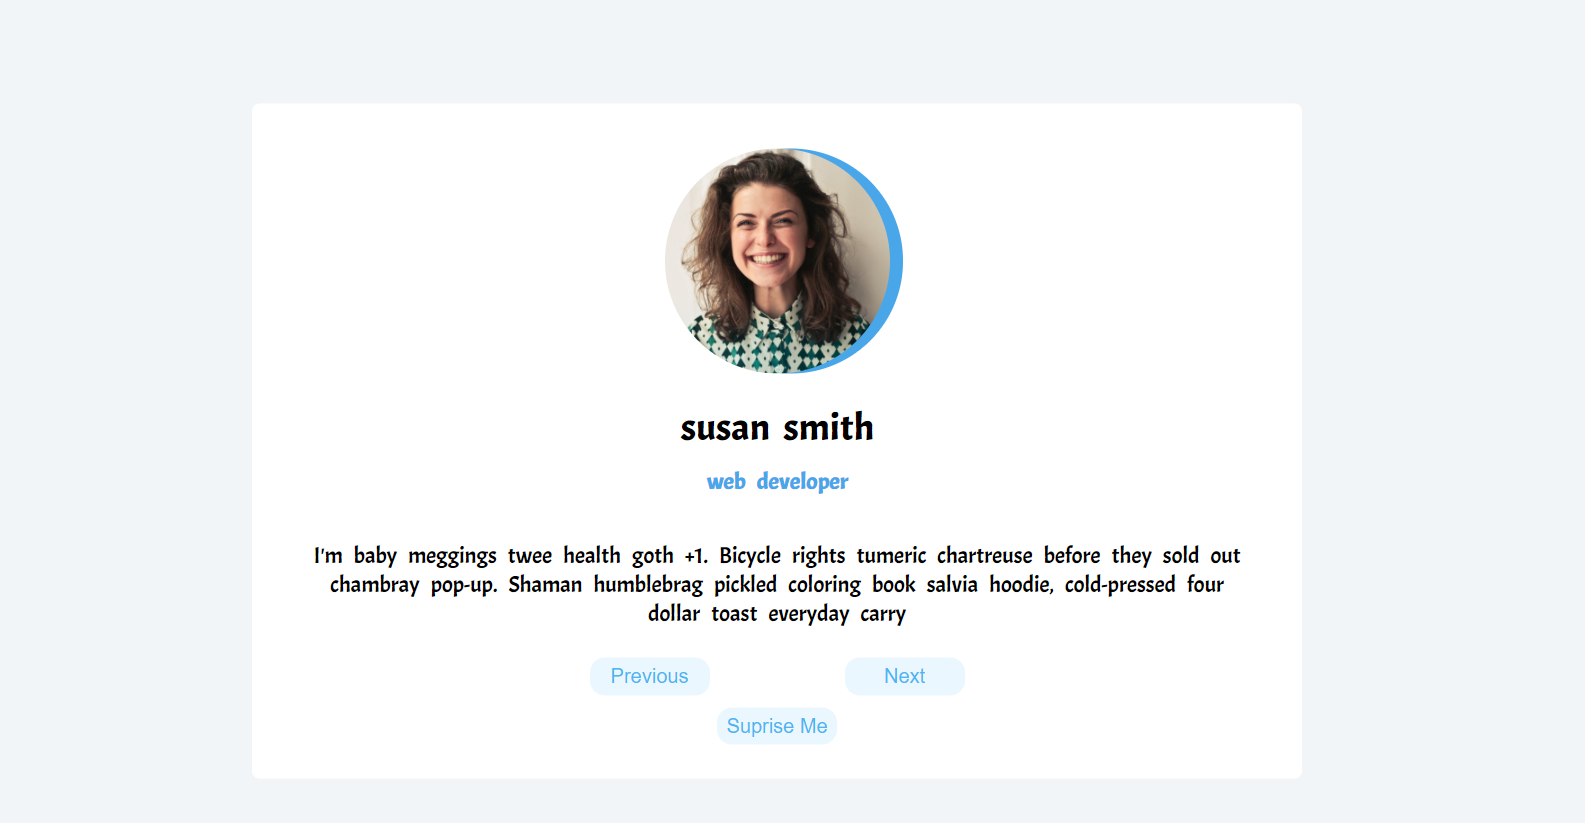 susan smith
web developer
I'm baby meggings twee health goth +1. Bicycle rights tumeric chartreuse before they sold out
chambray pop-up. Shaman humblebrag pickled coloring book salvia hoodie, cold-pressed four
dollar toast everyday carry
Previous
Next
Suprise Me